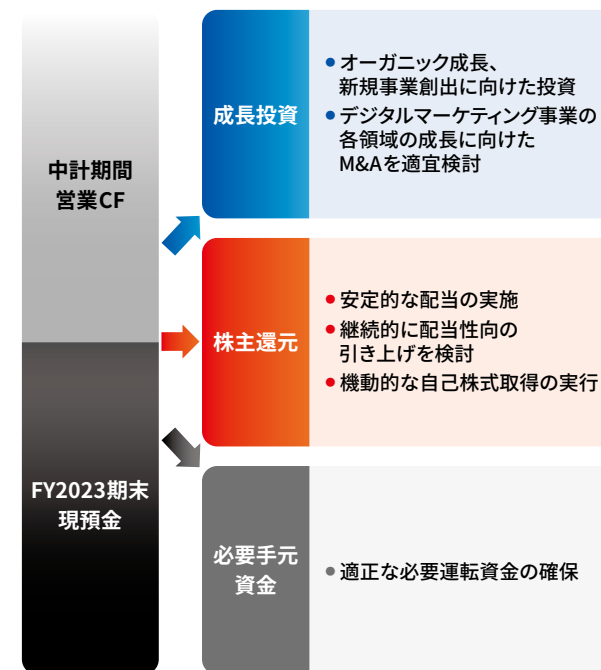 中計期間
営業CF
FY2023期末
現預金
成長投資
•オーガニック成長、
新規事業創出に向けた投資
•デジタルマーケティング事業の
各領域の成長に向けた
M&Aを適宜検討
株主還元
•安定的な配当の実施
•継続的に配当性向の
引き上げを検討
•機動的な自己株式取得の実行
必要手元
資金
•適正な必要運転資金の確保